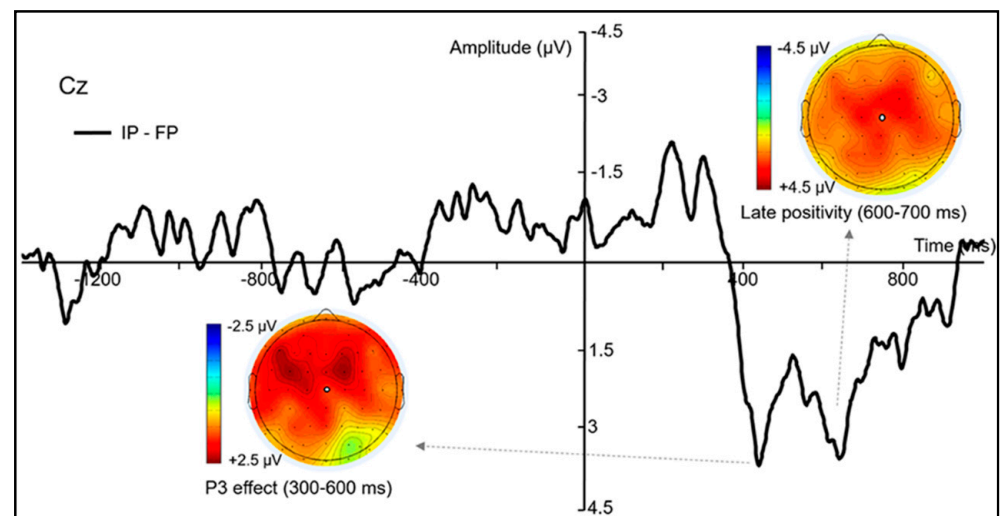 -4.5
Amplitude (µV)
-4.5 µV
Cz
-3
IP - FP
-1.5
+4.5 µV
Late positivity (600-700 ms)
Time (ms)
-1200
-800
-400
400
800
-2.5 µV
1.5
3
+2.5 µV
P3 effect (300-600 ms)
4.5